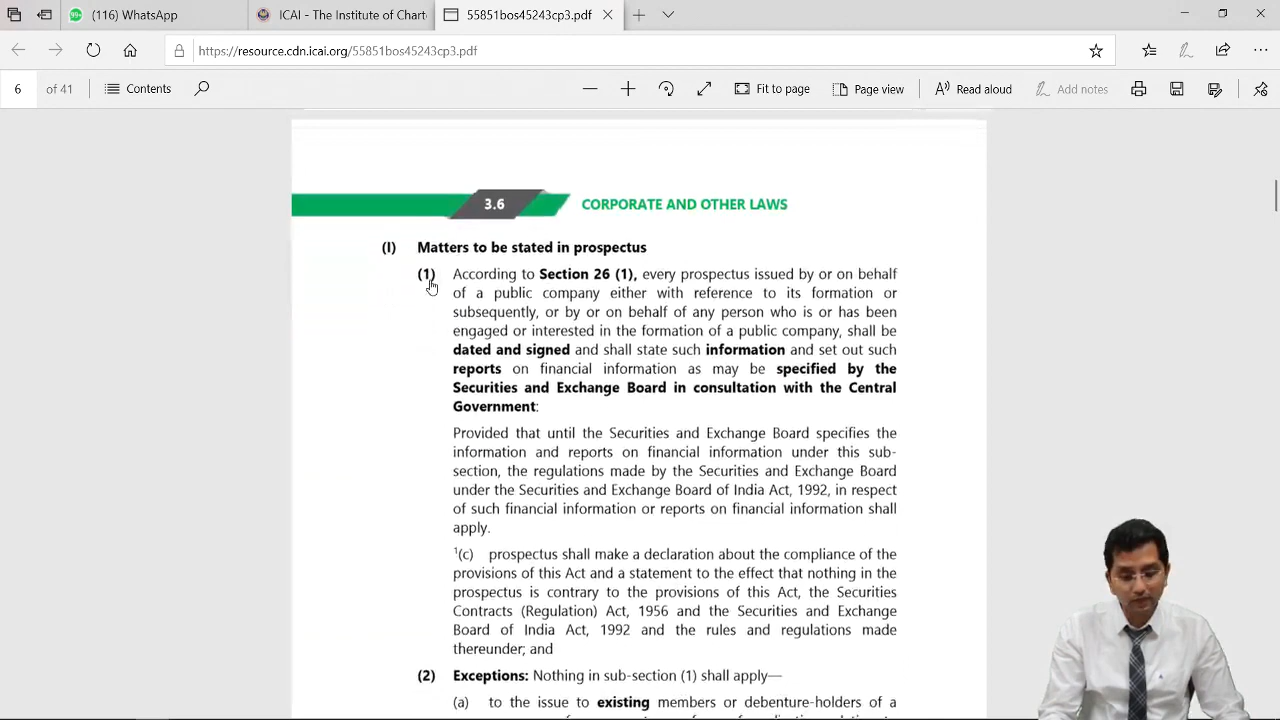 99+
(116) WhatsApp
ICAI - The Institute of Chart
55851bos45243cp3.pdf
https://resource.cdn.icai.org/55851bos45243cp3.pdf
6 of 41
Contents
Fit to page
Page view
Read aloud
Add notes
3.6 CORPORATE AND OTHER LAWS
(I) Matters to be stated in prospectus
(1) According to Section 26 (1), every prospectus issued by or on behalf
of a public company either with reference to its formation or
subsequently, or by or on behalf of any person who is or has been
engaged or interested in the formation of a public company, shall be
dated and signed and shall state such information and set out such
reports on financial information as may be specified by the
Securities and Exchange Board in consultation with the Central
Government:
Provided that until the Securities and Exchange Board specifies the
information and reports on financial information under this sub-
section, the regulations made by the Securities and Exchange Board
under the Securities and Exchange Board of India Act, 1992, in respect
of such financial information or reports on financial information shall
apply.
1(c) prospectus shall make a declaration about the compliance of the
provisions of this Act and a statement to the effect that nothing in the
prospectus is contrary to the provisions of this Act, the Securities
Contracts (Regulation) Act, 1956 and the Securities and Exchange
Board of India Act, 1992 and the rules and regulations made
thereunder; and
(2) Exceptions: Nothing in sub-section (1) shall apply—
(a) to the issue to existing members or debenture-holders of a